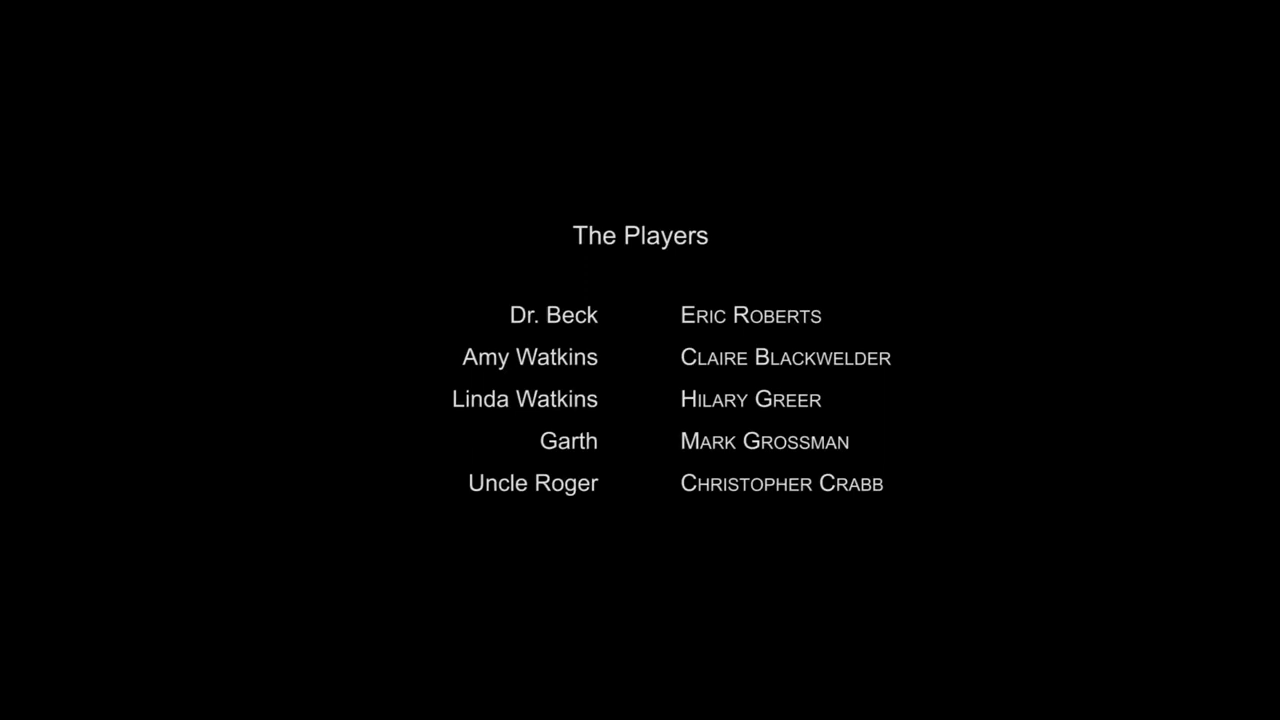 The Players
Dr. Beck Eric Roberts
Amy Watkins Claire Blackwelder
Linda Watkins Hilary Greer
Garth Mark Grossman
Uncle Roger Christopher Crabb